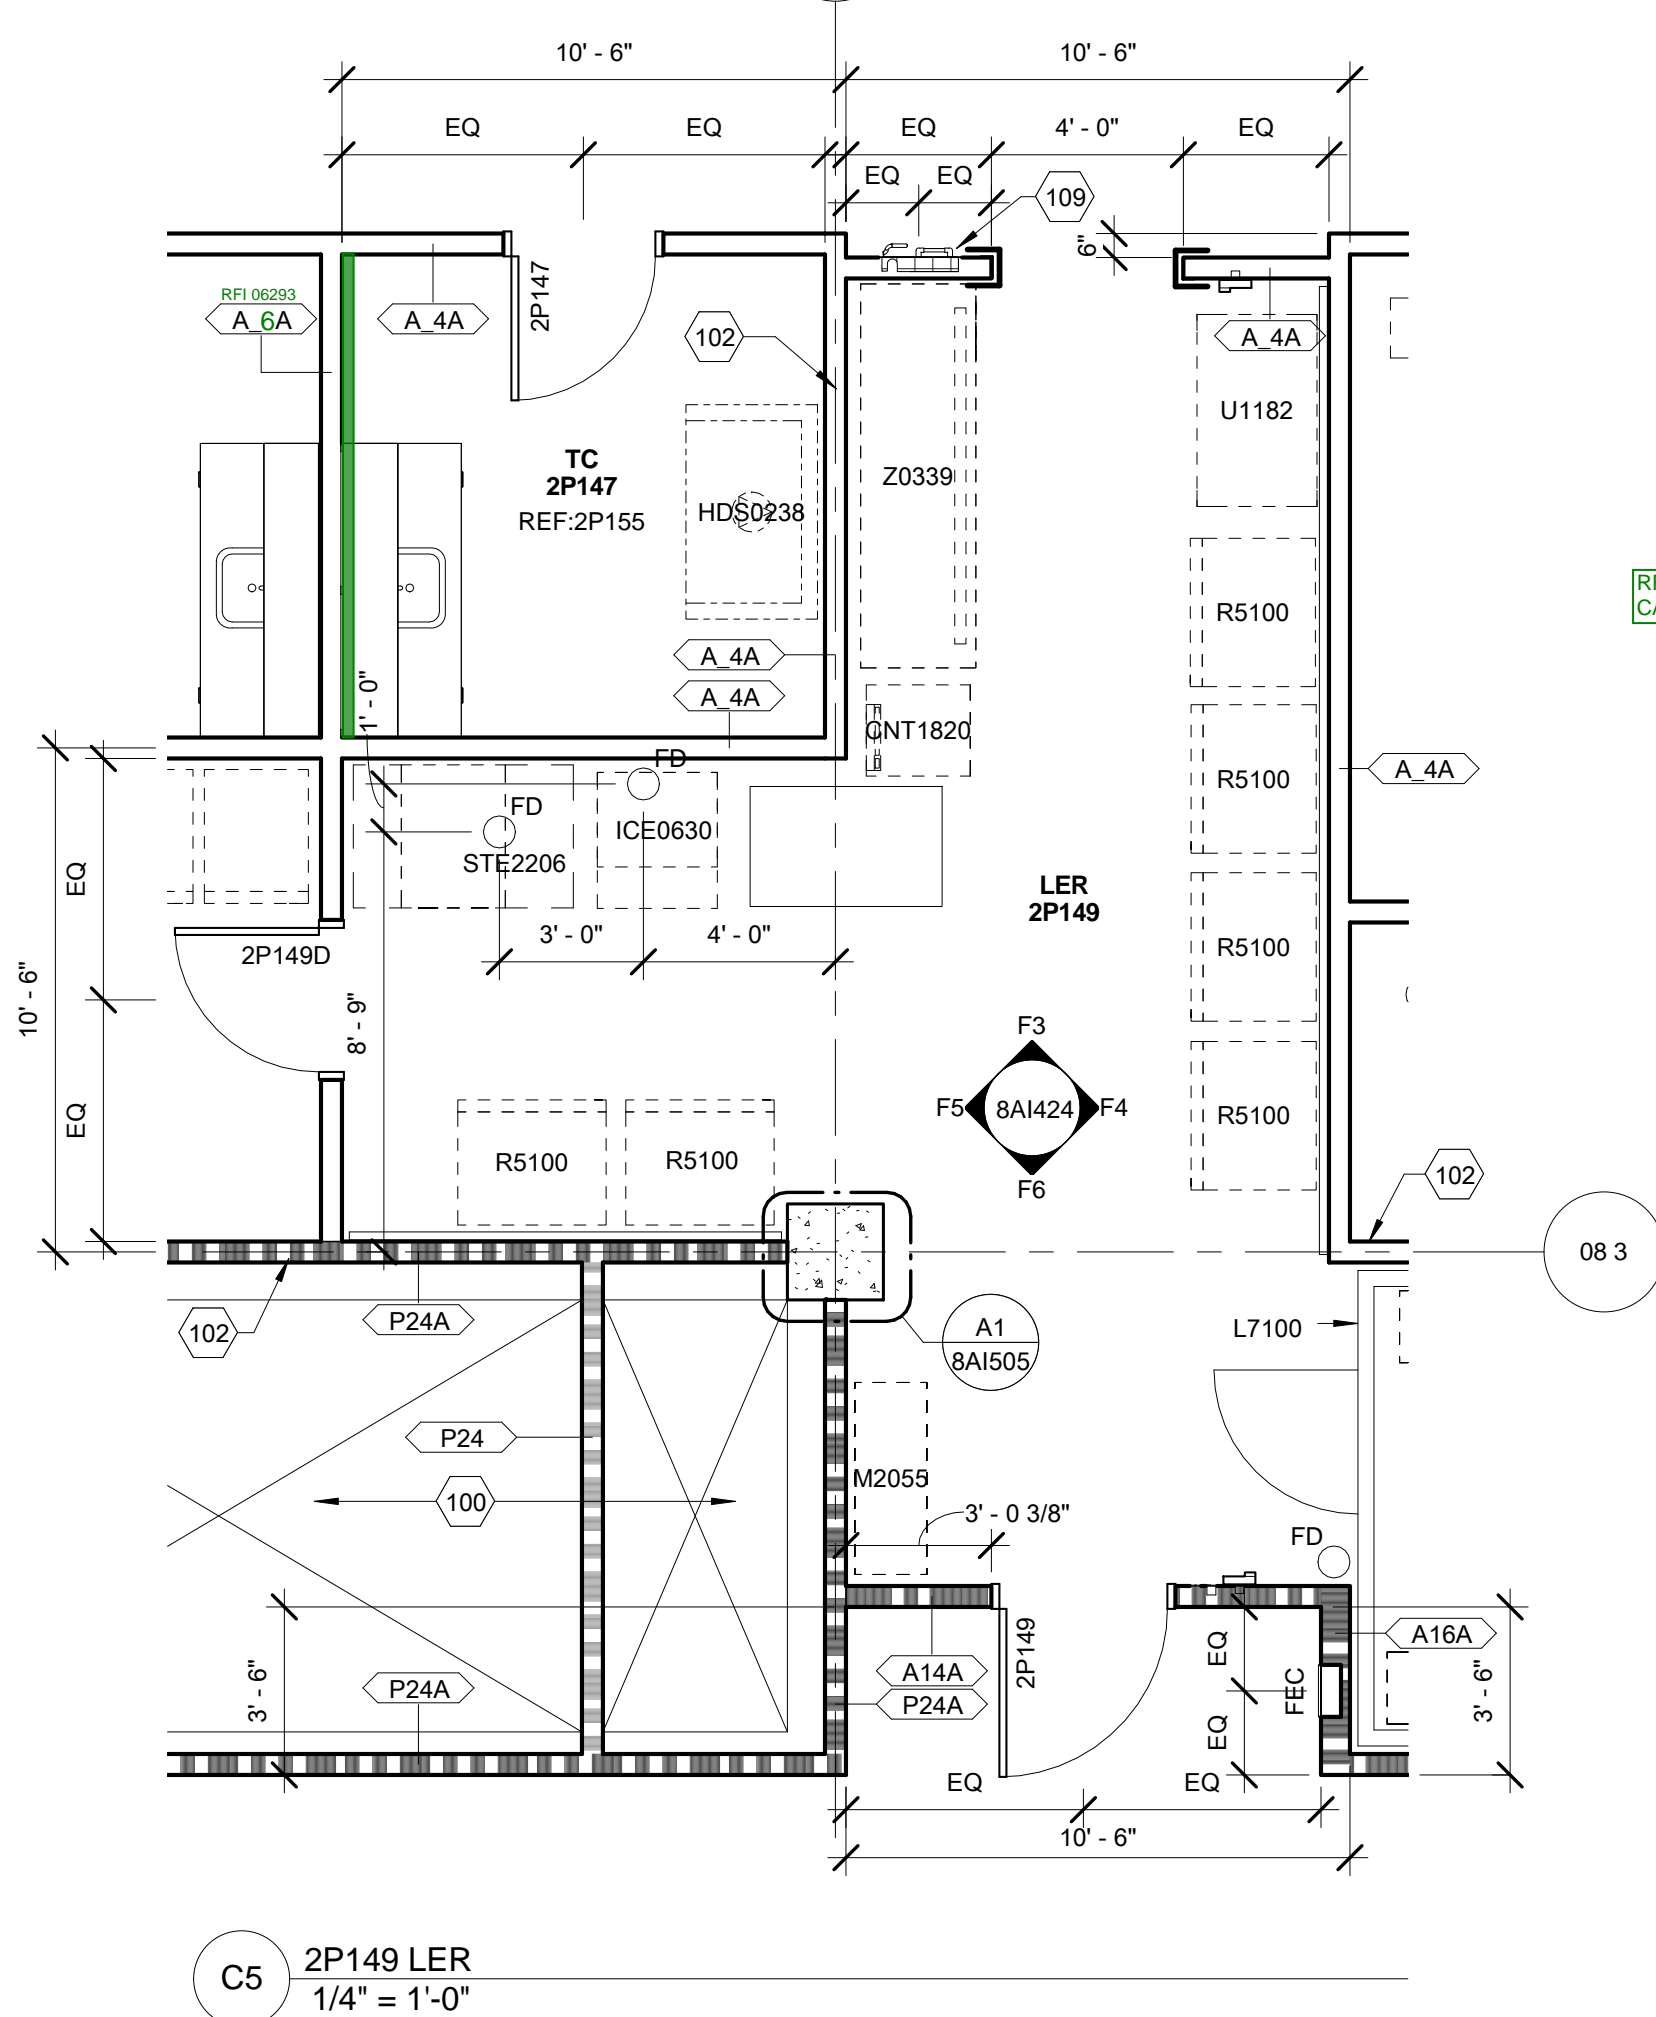 10' - 6"
10' - 6"
EQ
EQ
EQ
4' - 0"
EQ
EQ
EQ
109
6"
2P147
RFI 06293
A_6A
A_4A
102
A_4A
U1182
TC
2P147
REF:2P155
HDS0238
Z0339
R5100
A_4A
A_4A
1' - 0"
CNT1820
FD
R5100
A_4A
FD
ICE0630
STE2206
EQ
LER
2P149
3' - 0"
4' - 0"
2P149D
R5100
10' - 6"
8' - 9"
F3
F5
8AI424
F4
F6
R5100
EQ
R5100
R5100
102
08 3
P24A
102
A1
8AI505
L7100
P24
M2055
100
3' - 0 3/8"
FD
2P149
EQ
A16A
A14A
P24A
3' - 6"
P24A
FEC
3' - 6"
EQ
EQ
EQ
10' - 6"
C5
2P149 LER
1/4" = 1'-0"